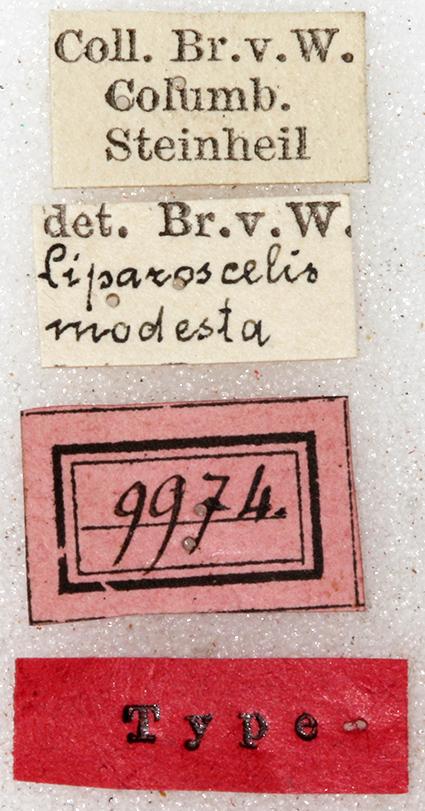 Coll. Br.v.W.
Columb.
Steinheil
det. Br.v.W.
Liparoscelis
modesta
9974.
Type